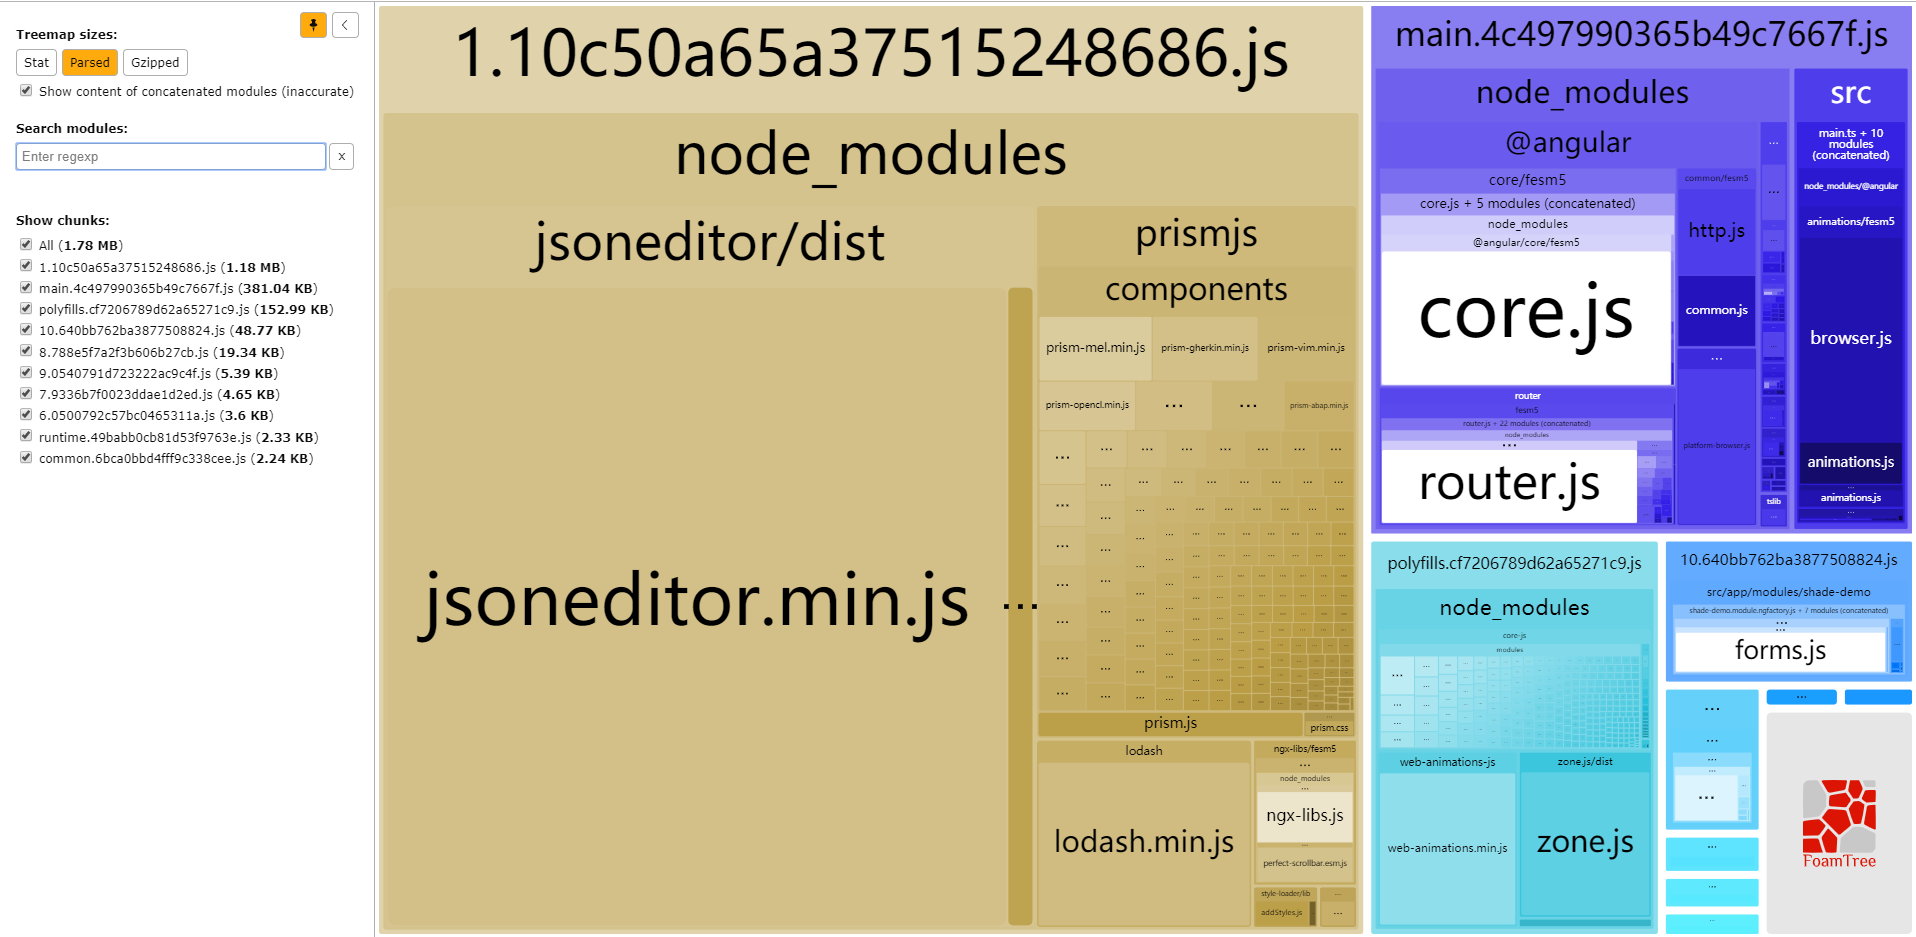 Treemap sizes:
Stat
Parsed
Gzipped
Show content of concatenated modules (inaccurate)
Search modules:
Enter regexp
x
Show chunks:
All (1.78 MB)
1.10c50a65a37515248686.js (1.18 MB)
main.4c497990365b49c7667f.js (381.04 KB)
polyfills.cf7206789d62a65271c9.js (152.99 KB)
10.640bb762ba3877508824.js (48.77 KB)
8.788e5f7a2f3b606b27cb.js (19.34 KB)
9.0540791d723222ac9c4f.js (5.39 KB)
7.9336b7f0023ddae1d2ed.js (4.65 KB)
6.0500792c57bc0465311a.js (3.6 KB)
runtime.49babb0cb81d53f9763e.js (2.33 KB)
common.6bca0bbd4fff9c338cee.js (2.24 KB)
1.10c50a65a37515248686.js
node_modules
jsoneditor/dist
jsoneditor.min.js
...
prismjs
components
prism-mel.min.js
prism-gherkin.min.js
prism-vim.min.js
prism-opencl.min.js
...
...
prism-abap.min.js
prism.js
prism.css
lodash
lodash.min.js
ngx-libs/fesm5
...
node_modules
...
ngx-libs.js
perfect-scrollbar.esm.js
style-loader/lib
addStyles.js
...
main.4c497990365b49c7667f.js
node_modules
@angular
core/fesm5
core.js + 5 modules (concatenated)
node_modules
@angular/core/fesm5
core.js
router
fesm5
router.js + 22 modules (concatenated)
node_modules
...
router.js
common/fesm5
http.js
common.js
...
platform-browser.js
tslib
src
main.ts + 10
modules
(concatenated)
node_modules/@angular
animations/fesm5
browser.js
animations.js
...
animations.js
...
polyfills.cf7206789d62a65271c9.js
node_modules
core-js
modules
web-animations-js
web-animations.min.js
zone.js/dist
zone.js
10.640bb762ba3877508824.js
src/app/modules/shade-demo
shade-demo.module.ngfactory.js + 7 modules (concatenated)
...
...
forms.js
...
...
...
...
FoamTree